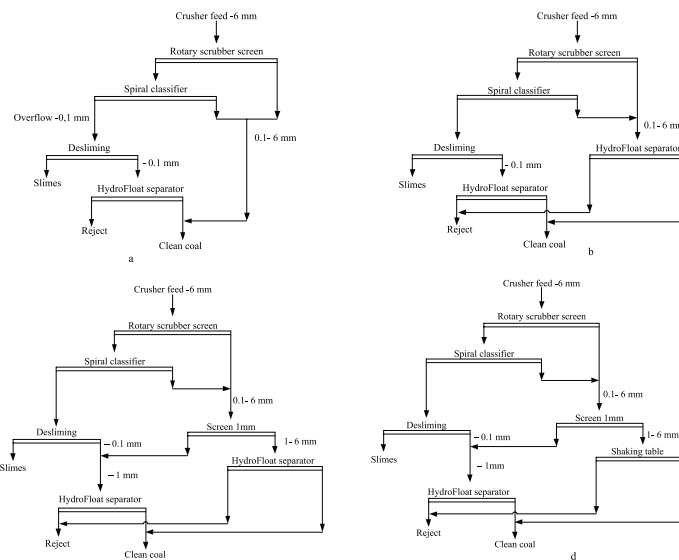 Crusher feed -6 mm
Rotary scrubber screen
Spiral classifier
Overflow -0,1 mm
0.1- 6 mm
Desliming
- 0.1 mm
Slimes
HydroFloat separator
Reject
Clean coal
a
Crusher feed -6 mm
Rotary scrubber screen
Spiral classifier
0.1- 6 mm
Desliming
HydroFloat separator
- 0.1 mm
Slimes
HydroFloat separator
Reject
Clean coal
b
Crusher feed -6 mm
Rotary scrubber screen
Spiral classifier
0.1- 6 mm
Desliming
Screen 1mm
- 0.1 mm
1- 6 mm
Slimes
HydroFloat separator
- 1 mm
HydroFloat separator
Reject
Clean coal
Crusher feed -6 mm
Rotary scrubber screen
Spiral classifier
0.1- 6 mm
Desliming
Screen 1mm
- 0.1 mm
1- 6 mm
Slimes
Shaking table
- 1mm
HydroFloat separator
Reject
Clean coal
d